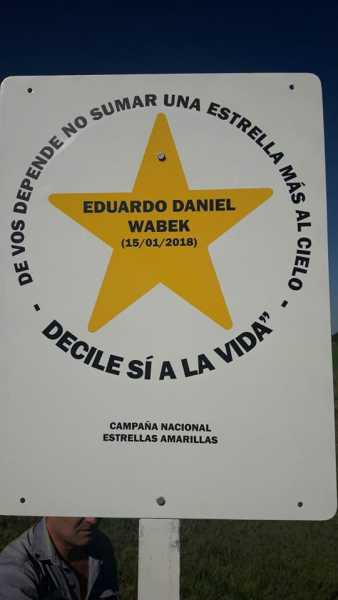 DE VOS DEPENDE NO SUMAR UNA ESTRELLA MÁS AL CIELO
- DECILE SÍ A LA VIDA" -
EDUARDO DANIEL
WABEK
(15/01/2018)
CAMPAÑA NACIONAL
ESTRELLAS AMARILLAS